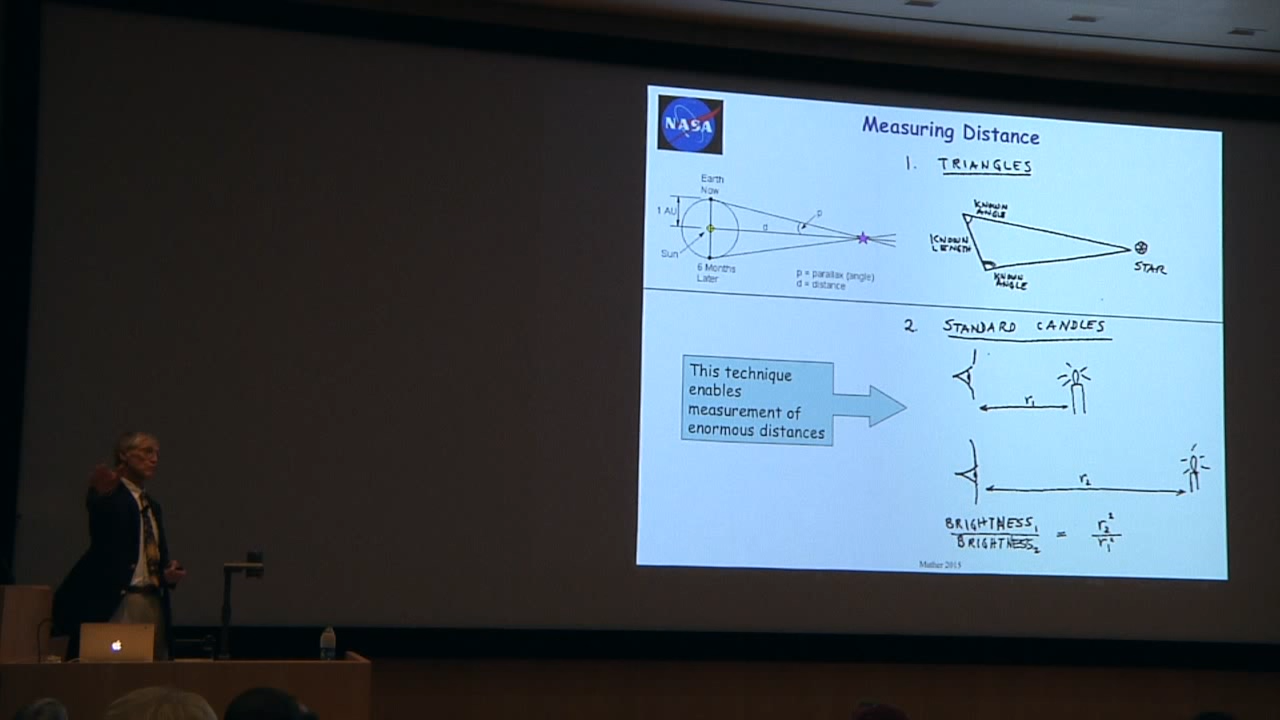 NASA
Measuring Distance
1. TRIANGLES
Earth
Now
1 AU
p
d
Sun
6 Months
Later
p = parallax (angle)
d = distance
KNOWN
ANGLE
KNOWN
LENGTH
KNOWN
ANGLE
STAR
2. STANDARD CANDLES
This technique
enables
measurement of
enormous distances
r₁
r₂
BRIGHTNESS₁ / BRIGHTNESS₂ = r₂² / r₁²
Mather 2015